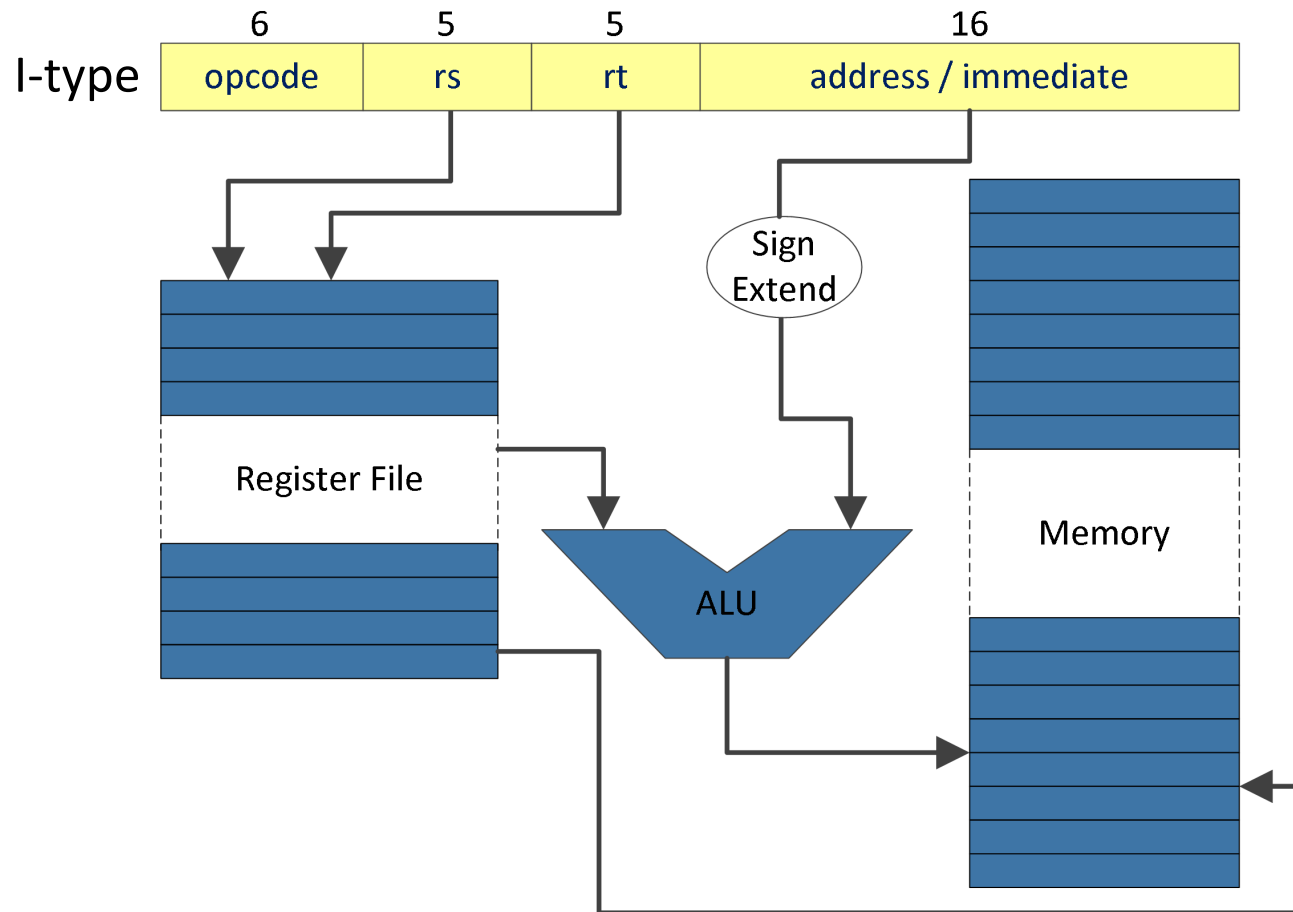 6 5 5 16
I-type opcode rs rt address / immediate
Sign
Extend
Register File
Memory
ALU